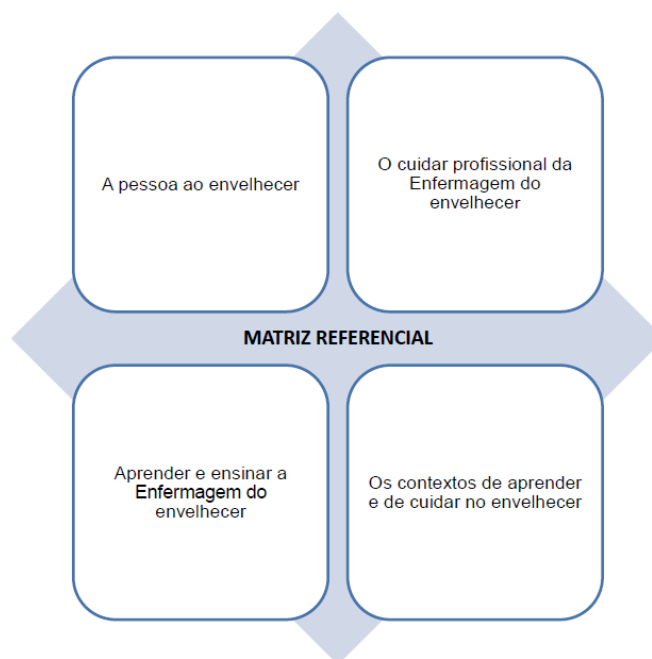 A pessoa ao envelhecer
O cuidar profissional da
Enfermagem do
envelhecer
MATRIZ REFERENCIAL
Aprender e ensinar a
Enfermagem do
envelhecer
Os contextos de aprender
e de cuidar no envelhecer